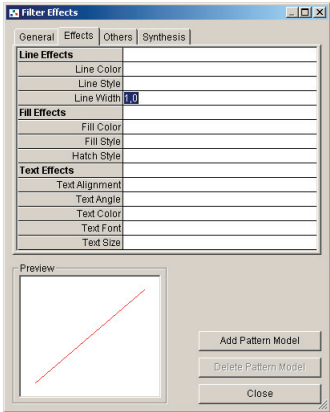 Filter Effects
General Effects Others Synthesis
Line Effects
Line Color
Line Style
Line Width 1,0
Fill Effects
Fill Color
Fill Style
Hatch Style
Text Effects
Text Alignment
Text Angle
Text Color
Text Font
Text Size
Preview
Add Pattern Model
Delete Pattern Model
Close